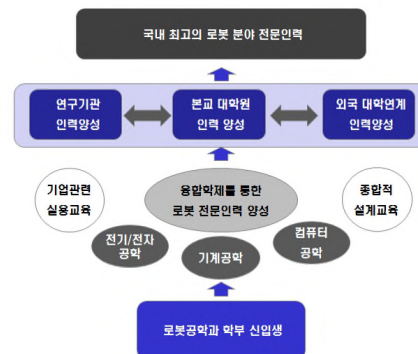 국내 최고의 로봇 분야 전문인력
연구기관
인력양성
본교 대학원
인력 양성
외국 대학연계
인력양성
기업관련
실용교육
융합학제를 통한
로봇 전문인력 양성
종합적
설계교육
전기/전자
공학
기계공학
컴퓨터
공학
로봇공학과 학부 신입생